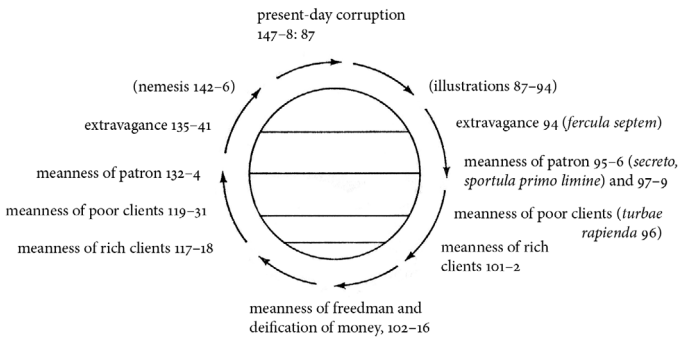 present-day corruption
147–8: 87
(nemesis 142–6)
(illustrations 87–94)
extravagance 135–41
extravagance 94 (fercula septem)
meanness of patron 132–4
meanness of patron 95–6 (secreto,
sportula primo limine) and 97–9
meanness of poor clients 119–31
meanness of poor clients (turbae
rapienda 96)
meanness of rich clients 117–18
meanness of rich
clients 101–2
meanness of freedman and
deification of money, 102–16